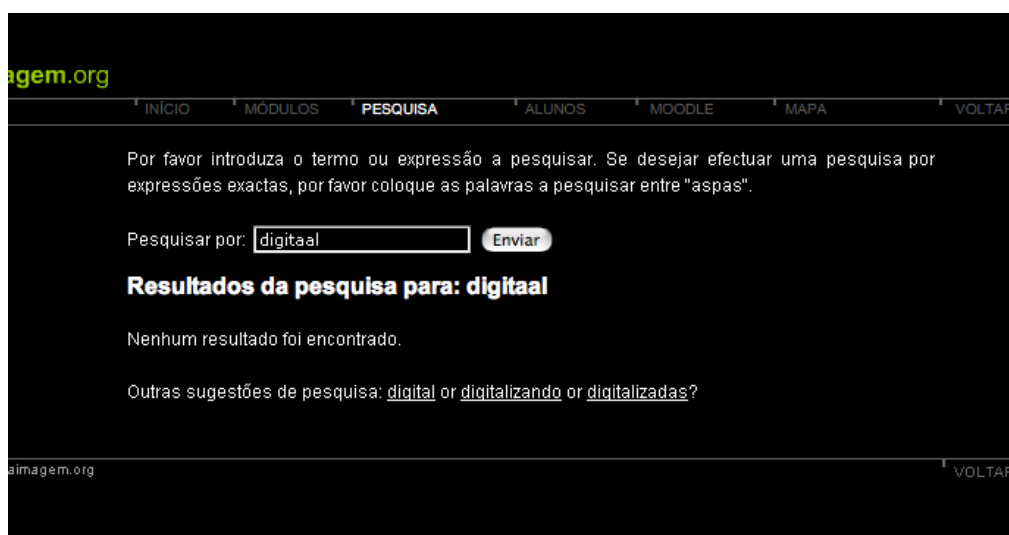 agem.org
INÍCIO MÓDULOS PESQUISA ALUNOS MOODLE MAPA VOLTAR
Por favor introduza o termo ou expressão a pesquisar. Se desejar efectuar uma pesquisa por
expressões exactas, por favor coloque as palavras a pesquisar entre "aspas".
Pesquisar por: digitaal Enviar
Resultados da pesquisa para: digitaal
Nenhum resultado foi encontrado.
Outras sugestões de pesquisa: digital or digitalizando or digitalizadas?
aimagem.org VOLTAR